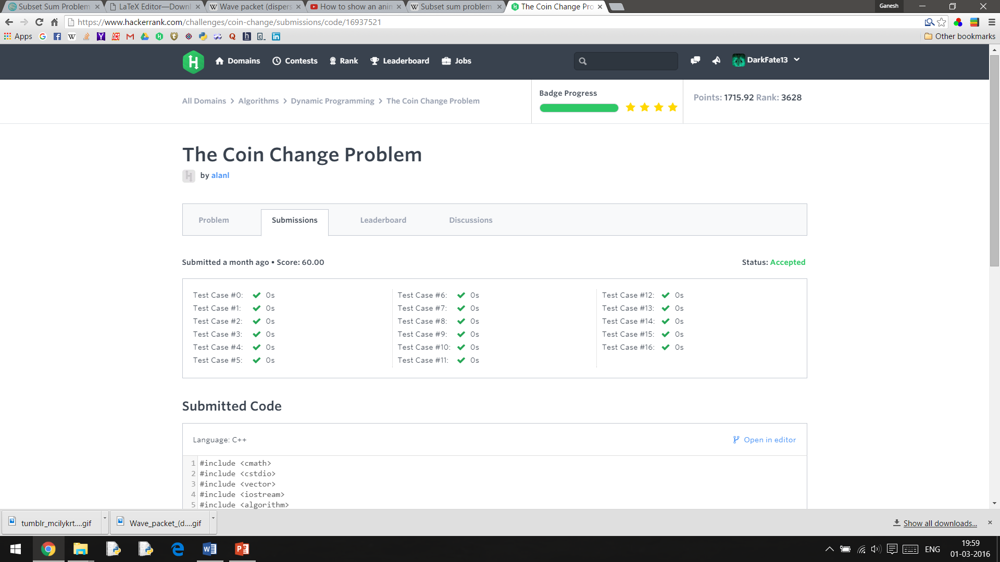 Subset Sum Problem
LaTeX Editor—Downl
Wave packet (dispers
How to show an anim
Subset sum problem
The Coin Change Pro
Ganesh
https://www.hackerrank.com/challenges/coin-change/submissions/code/16937521
Apps
Other bookmarks
Domains
Contests
Rank
Leaderboard
Jobs
DarkFate13
All Domains > Algorithms > Dynamic Programming > The Coin Change Problem
Badge Progress
Points: 1715.92 Rank: 3628
The Coin Change Problem
by alanl
Problem
Submissions
Leaderboard
Discussions
Submitted a month ago • Score: 60.00
Status: Accepted
Test Case #0: 0s
Test Case #1: 0s
Test Case #2: 0s
Test Case #3: 0s
Test Case #4: 0s
Test Case #5: 0s
Test Case #6: 0s
Test Case #7: 0s
Test Case #8: 0s
Test Case #9: 0s
Test Case #10: 0s
Test Case #11: 0s
Test Case #12: 0s
Test Case #13: 0s
Test Case #14: 0s
Test Case #15: 0s
Test Case #16: 0s
Submitted Code
Language: C++
Open in editor
1 #include <cmath>
2 #include <cstdio>
3 #include <vector>
4 #include <iostream>
5 #include <algorithm>
tumblr_mcilykrt....gif
Wave_packet_(d....gif
Show all downloads...
ENG
19:59
01-03-2016